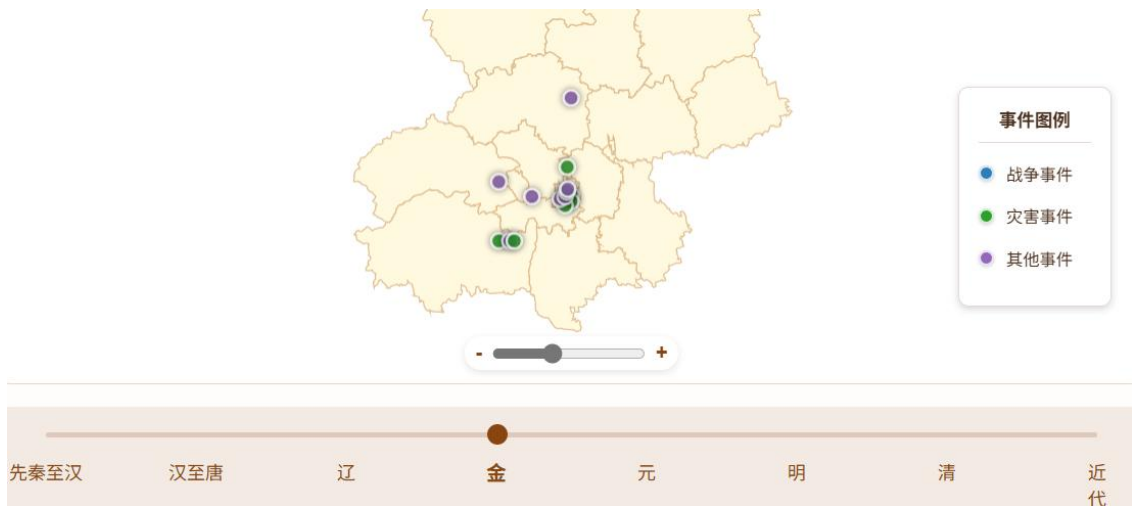 事件图例
战争事件
灾害事件
其他事件
- +
先秦至汉 汉至唐 辽 金 元 明 清 近
代